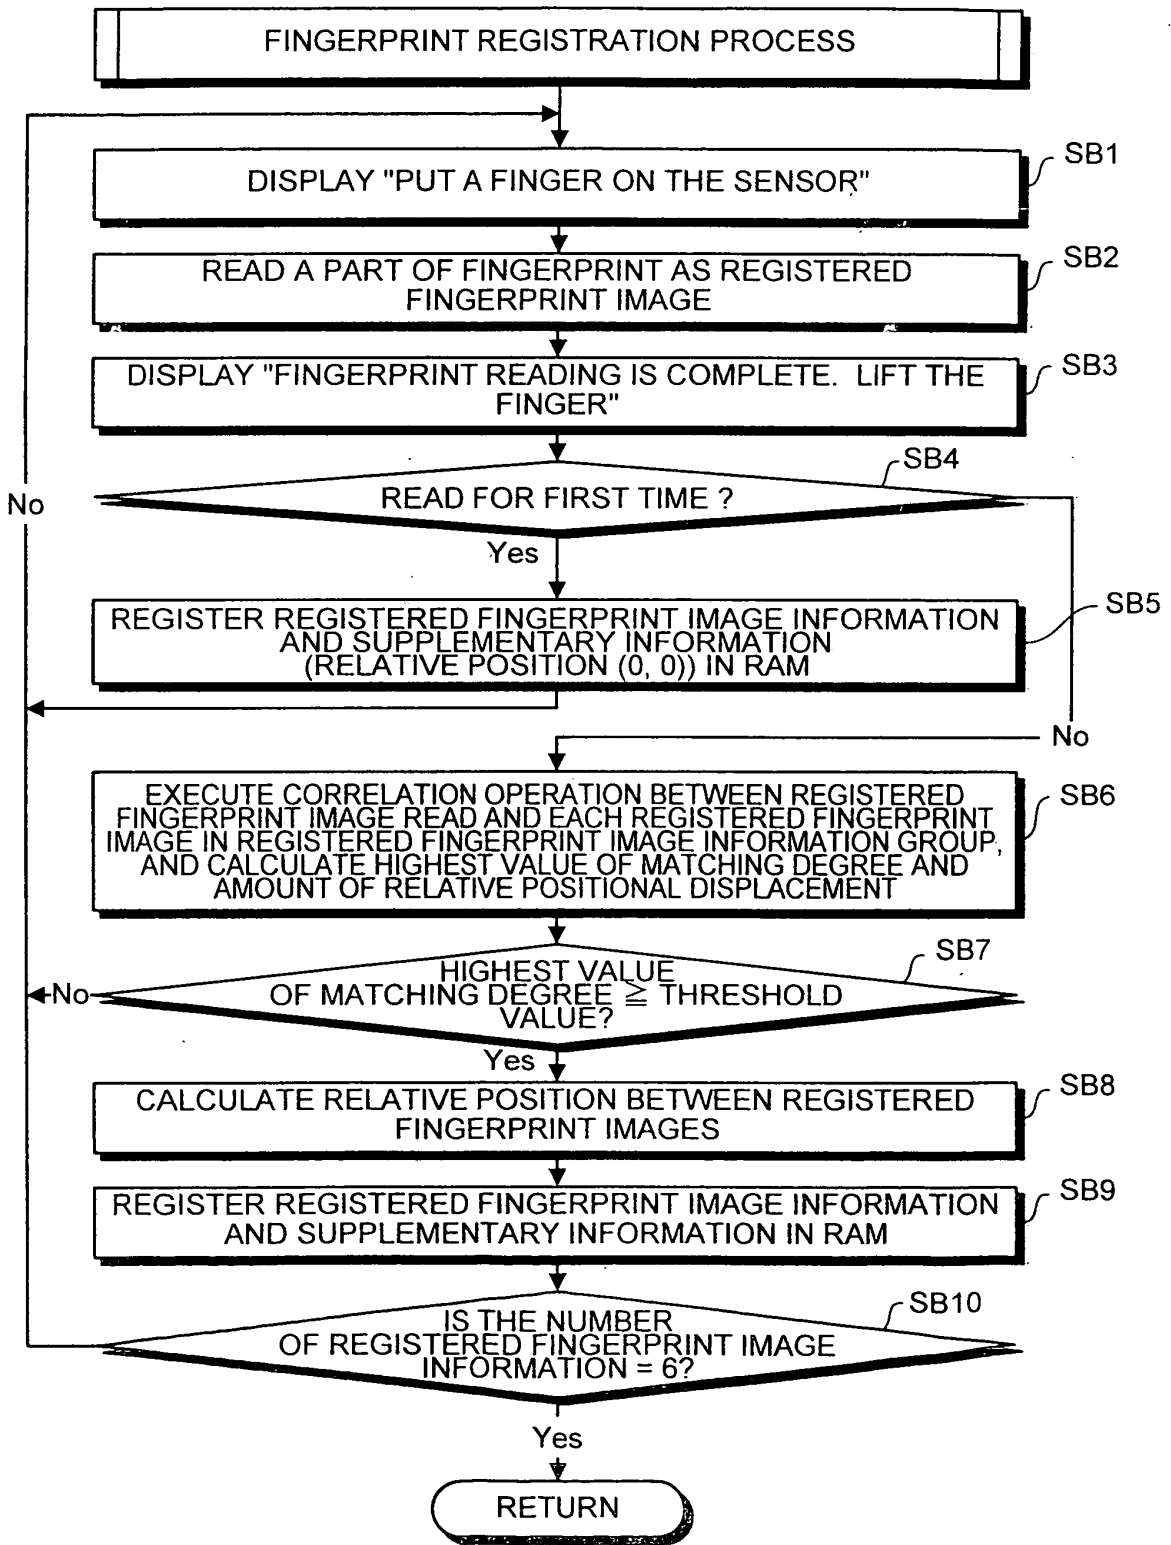 FINGERPRINT REGISTRATION PROCESS
SB1
DISPLAY "PUT A FINGER ON THE SENSOR"
SB2
READ A PART OF FINGERPRINT AS REGISTERED
FINGERPRINT IMAGE
SB3
DISPLAY "FINGERPRINT READING IS COMPLETE. LIFT THE
FINGER"
SB4
READ FOR FIRST TIME ?
No
Yes
SB5
REGISTER REGISTERED FINGERPRINT IMAGE INFORMATION
AND SUPPLEMENTARY INFORMATION
(RELATIVE POSITION (0, 0)) IN RAM
No
SB6
EXECUTE CORRELATION OPERATION BETWEEN REGISTERED
FINGERPRINT IMAGE READ AND EACH REGISTERED FINGERPRINT
IMAGE IN REGISTERED FINGERPRINT IMAGE INFORMATION GROUP,
AND CALCULATE HIGHEST VALUE OF MATCHING DEGREE AND
AMOUNT OF RELATIVE POSITIONAL DISPLACEMENT
SB7
HIGHEST VALUE
OF MATCHING DEGREE ≧ THRESHOLD
VALUE?
No
Yes
SB8
CALCULATE RELATIVE POSITION BETWEEN REGISTERED
FINGERPRINT IMAGES
SB9
REGISTER REGISTERED FINGERPRINT IMAGE INFORMATION
AND SUPPLEMENTARY INFORMATION IN RAM
SB10
IS THE NUMBER
OF REGISTERED FINGERPRINT IMAGE
INFORMATION = 6?
Yes
RETURN